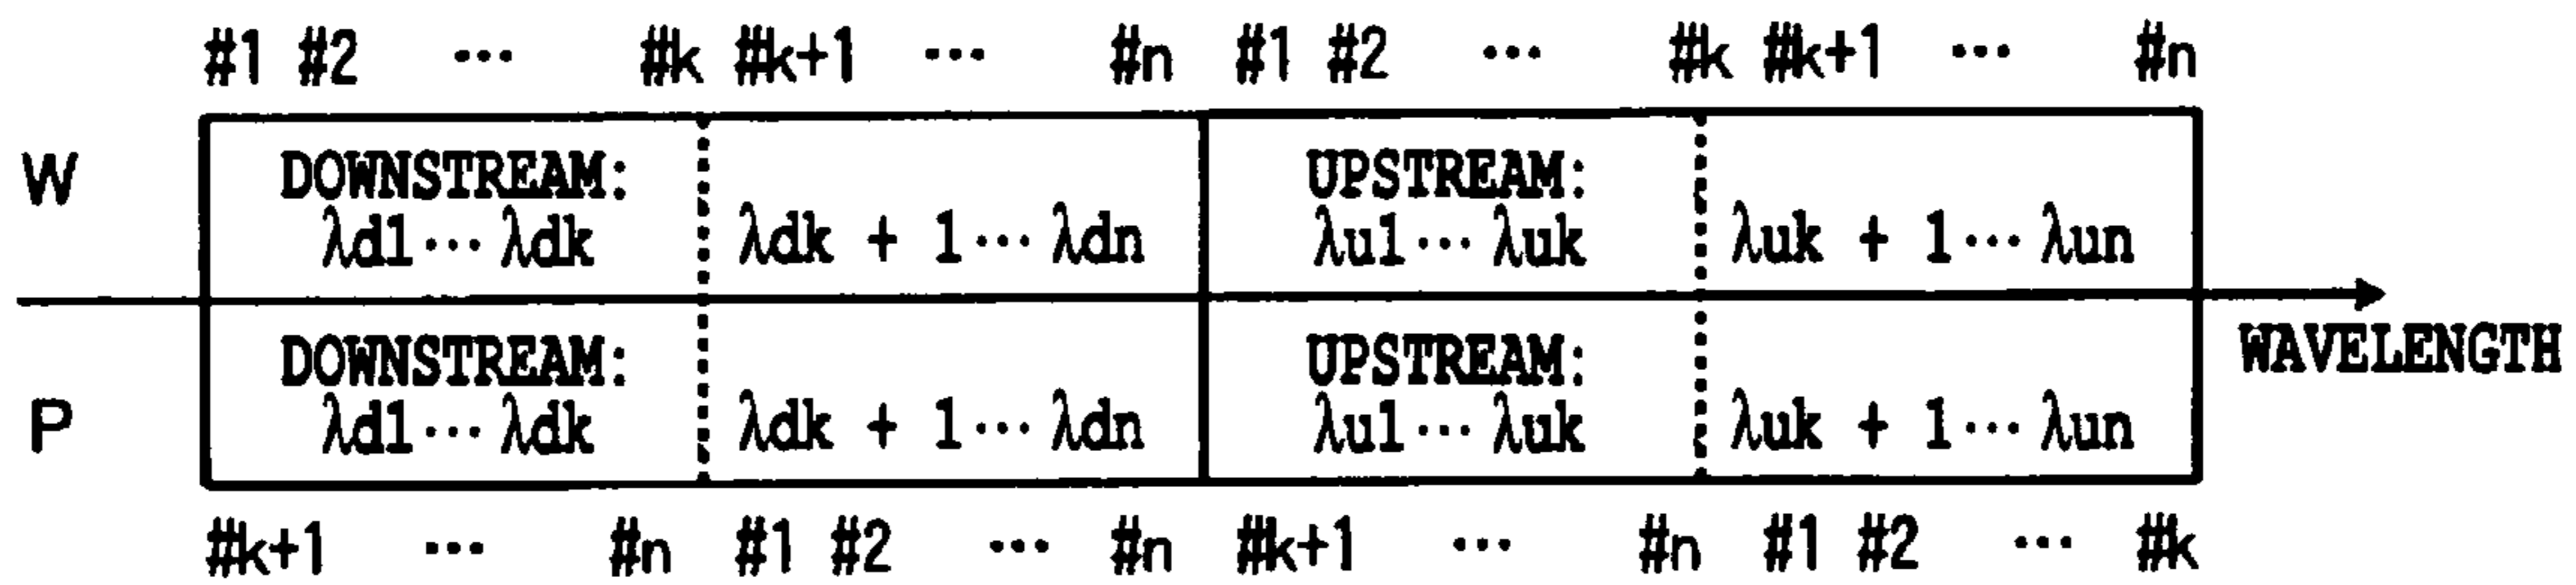 #1 #2 ... #k #k+1 ... #n #1 #2 ... #k #k+1 ... #n
W
DOWNSTREAM: UPSTREAM:
λd1... λdk λdk + 1... λdn λu1... λuk λuk + 1... λun
WAVELENGTH
P
DOWNSTREAM: UPSTREAM:
λd1... λdk λdk + 1... λdn λu1... λuk λuk + 1... λun
#k+1 ... #n #1 #2 ... #n #k+1 ... #n #1 #2 ... #k